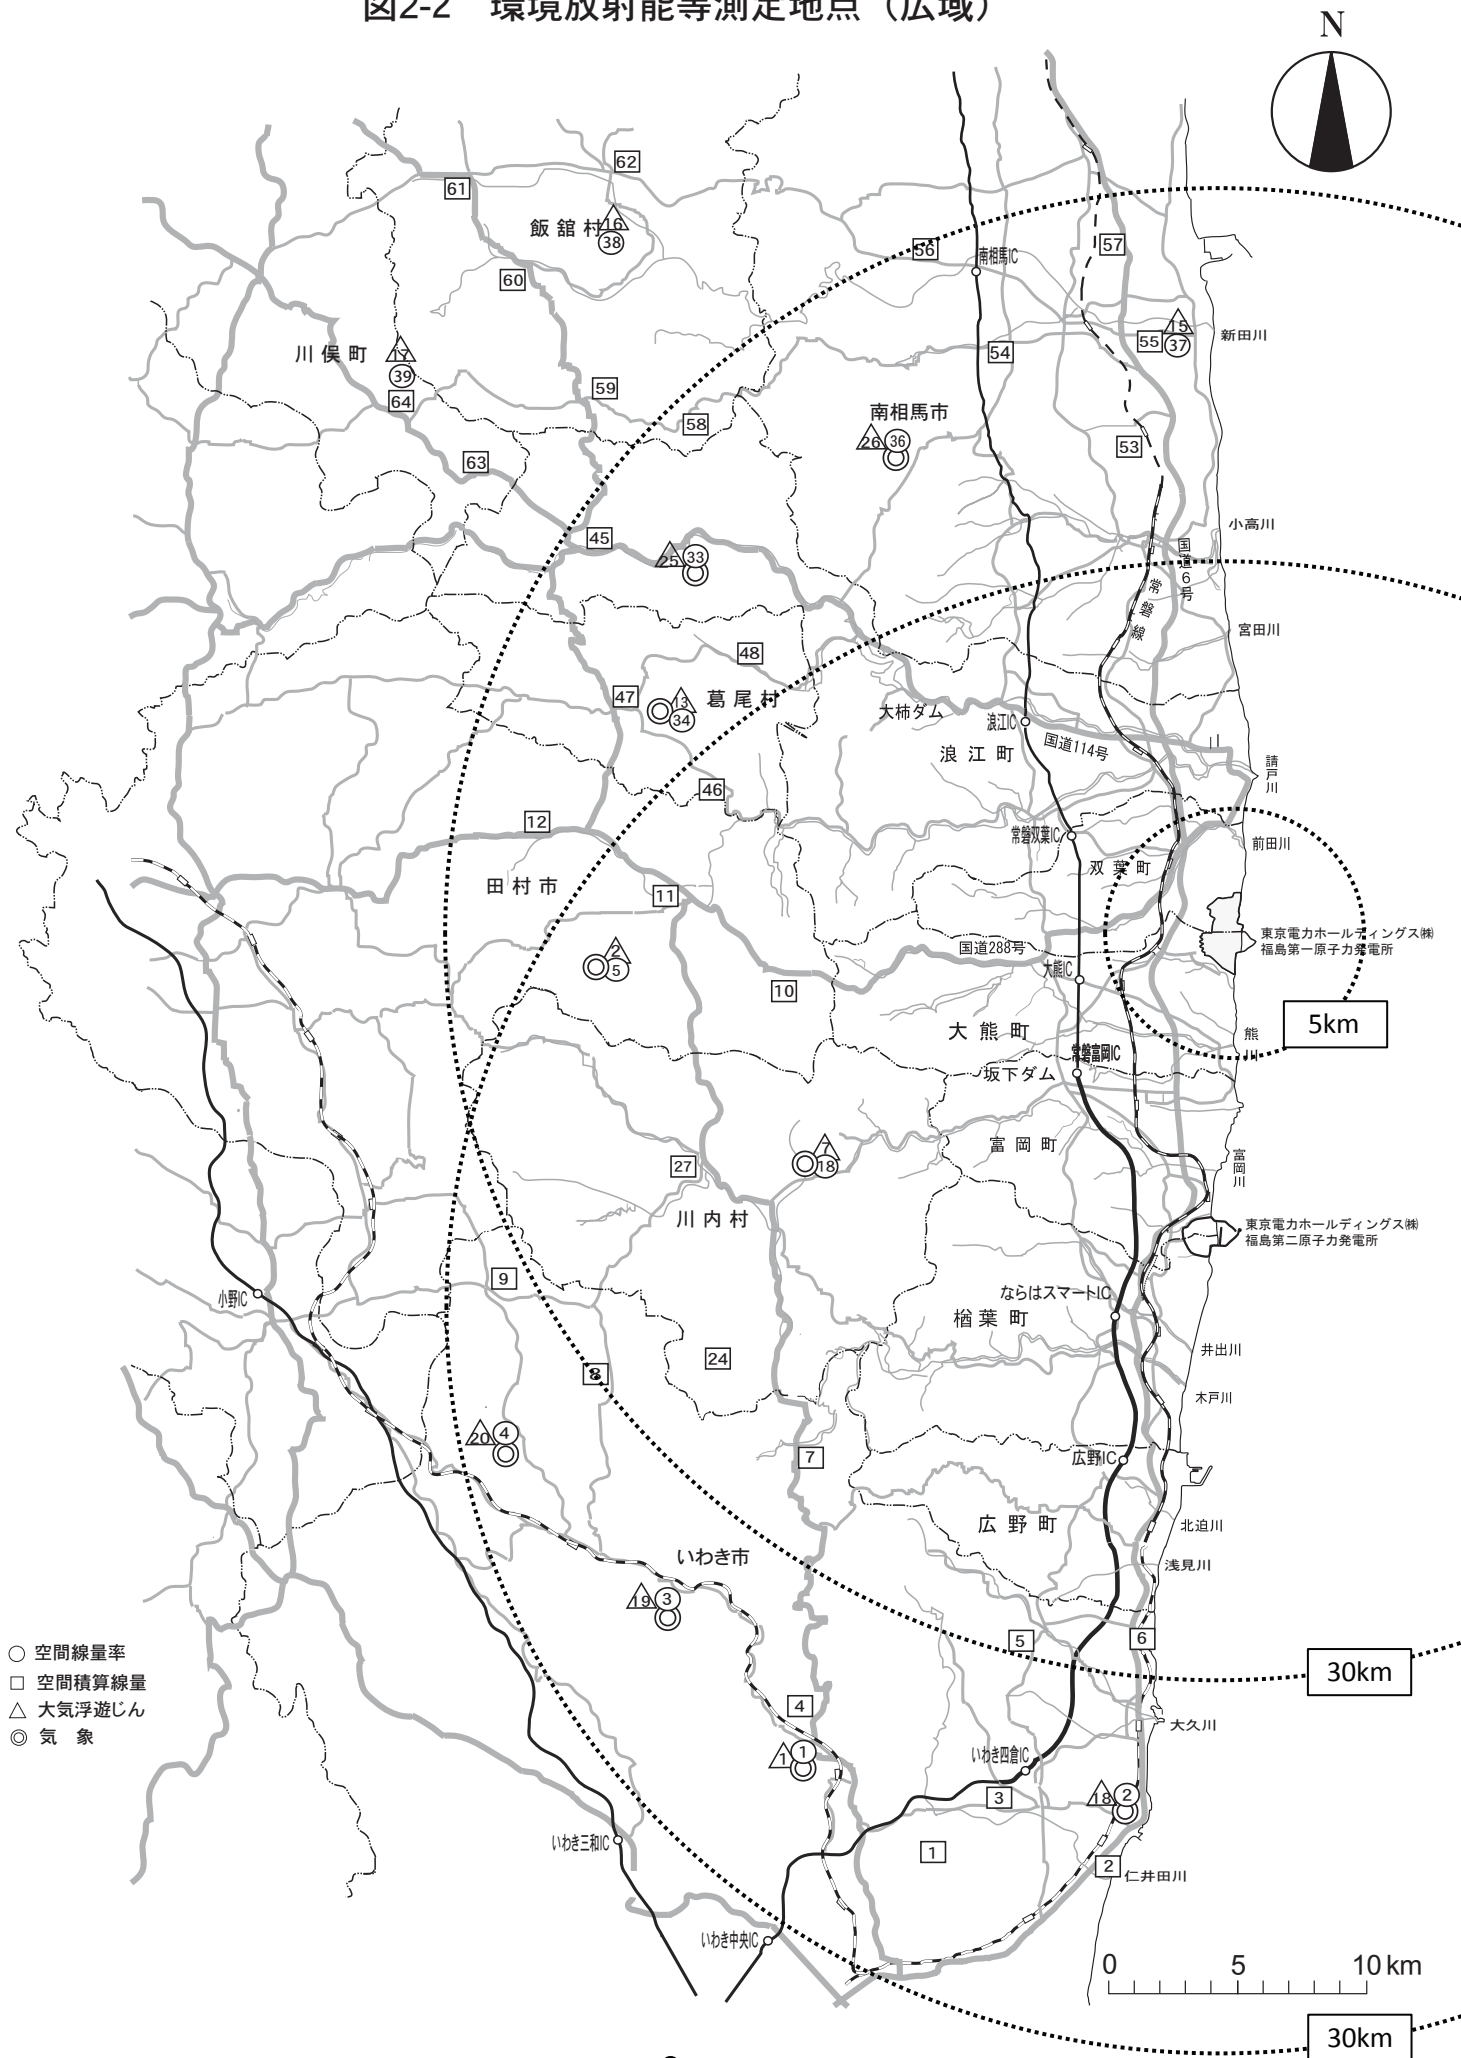 図2-2 環境放射能等測定地点（広域）
N
62
61
飯舘村
16
38
56
南相馬IC
57
60
15
55
37
新田川
川俣町
17
39
64
54
59
58
南相馬市
26
36
53
63
小高川
45
25
33
国道6号
常磐線
宮田川
48
47
13
34
葛尾村
大柿ダム
浪江IC
国道114号
浪江町
請戸川
46
12
常磐双葉IC
前田川
双葉町
田村市
11
東京電力ホールディングス㈱
福島第一原子力発電所
国道288号
大熊IC
2
5
10
5km
大熊町
熊川
常磐富岡IC
坂下ダム
富岡町
7
18
27
富岡川
川内村
東京電力ホールディングス㈱
福島第二原子力発電所
9
小野IC
ならはスマートIC
楢葉町
井出川
24
8
木戸川
20
4
7
広野IC
広野町
北迫川
いわき市
浅見川
19
3
5
6
○ 空間線量率
□ 空間積算線量
△ 大気浮遊じん
◎ 気 象
30km
4
大久川
1
1
いわき四倉IC
3
18
2
いわき三和IC
1
2
仁井田川
いわき中央IC
0 5 10km
30km